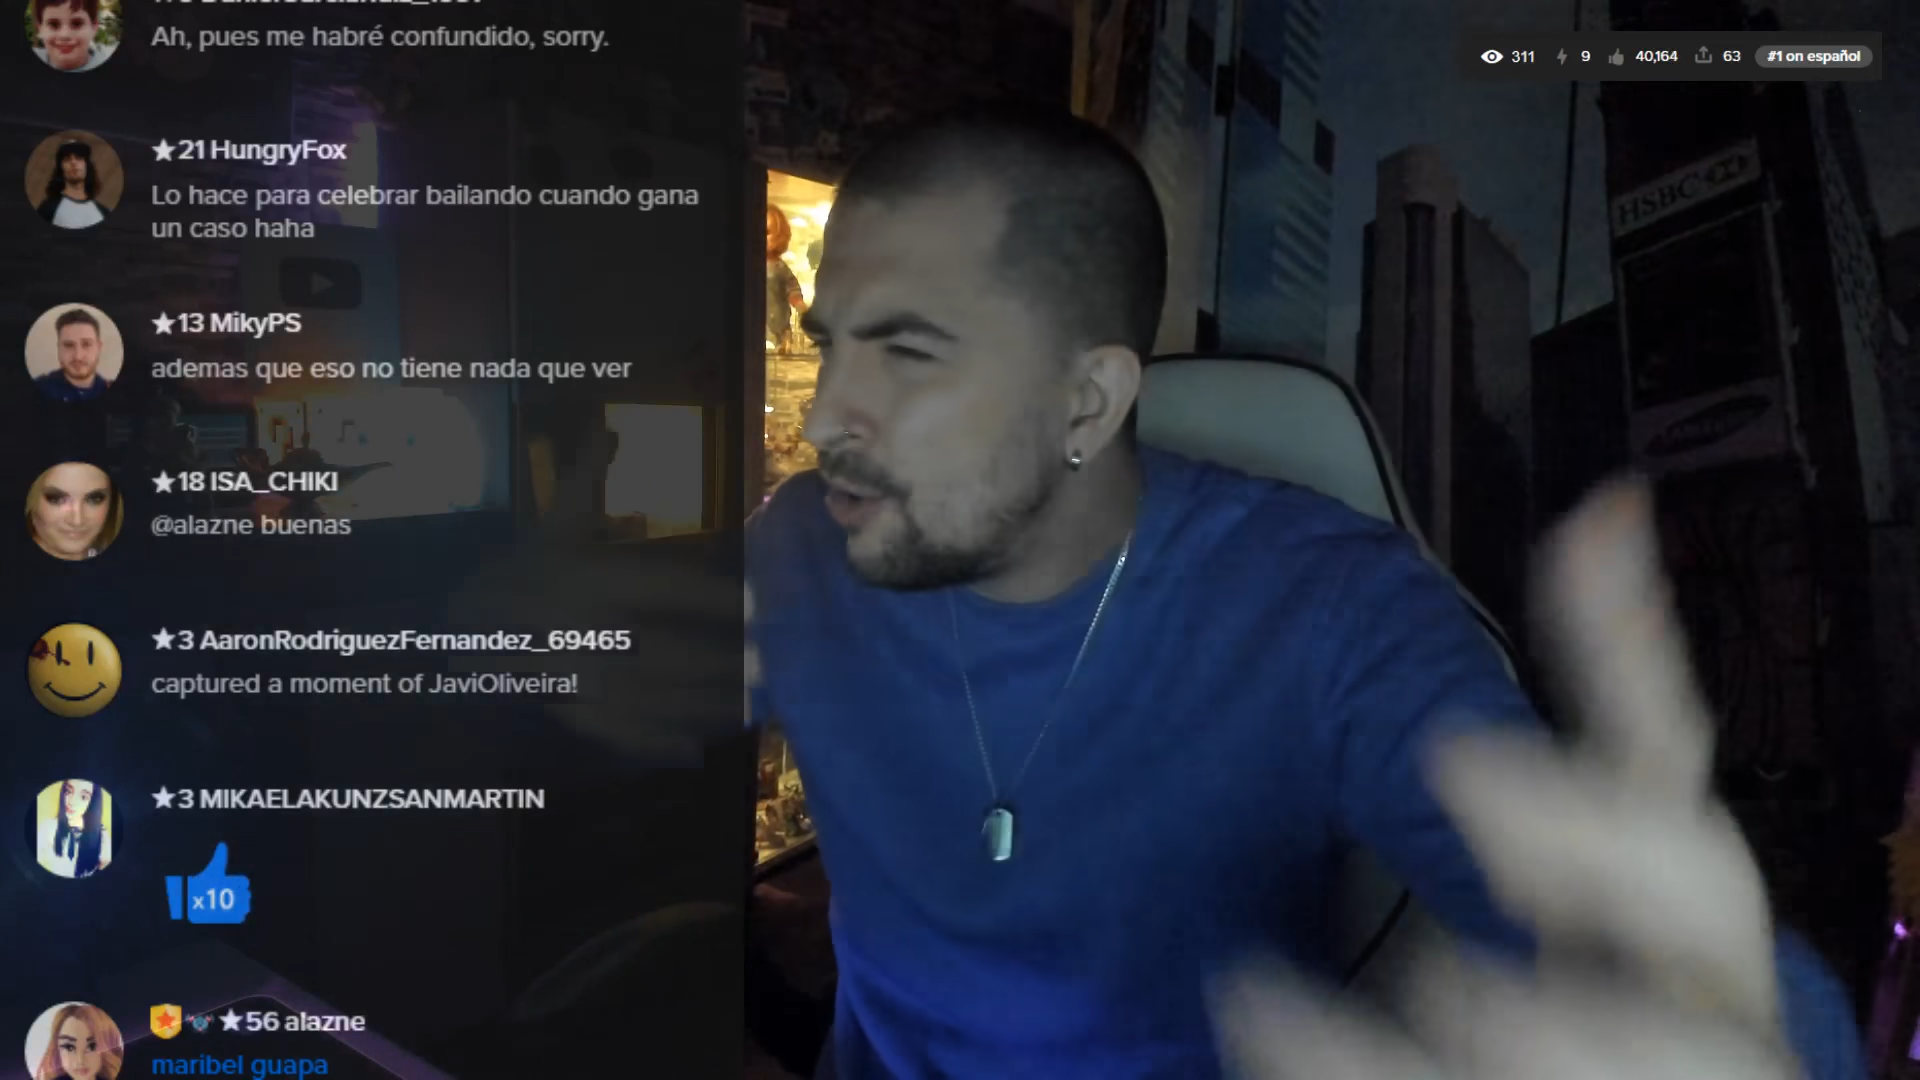 Ah, pues me habré confundido, sorry.
311 9 40,164 63 #1 on español
★21 HungryFox
Lo hace para celebrar bailando cuando gana
un caso haha
★13 MikyPS
ademas que eso no tiene nada que ver
★18 ISA_CHIKI
@alazne buenas
★3 AaronRodriguezFernandez_69465
captured a moment of JaviOliveira!
★3 MIKAELAKUNZSANMARTIN
x10
★56 alazne
maribel guapa
HSBC